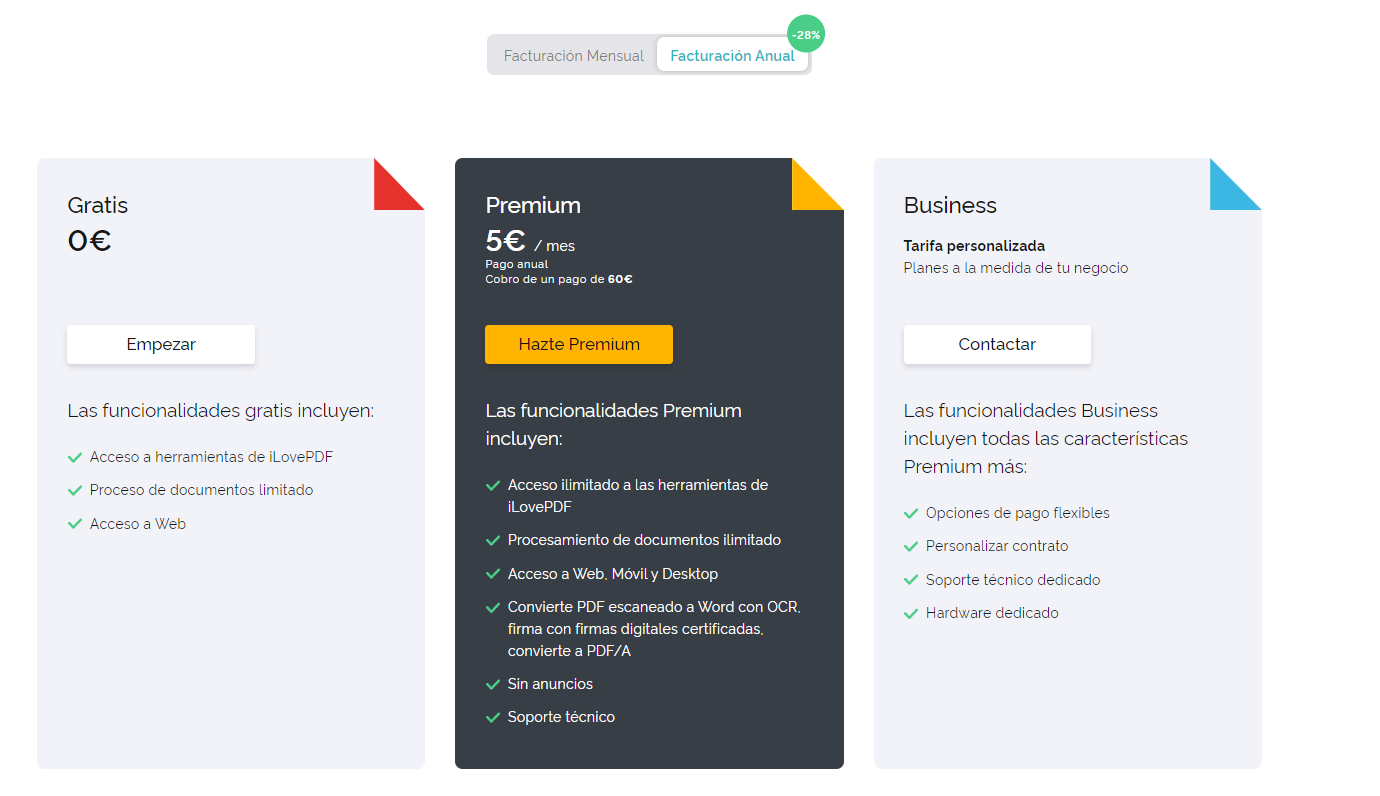 Facturación Mensual
Facturación Anual
-28%
Gratis
0€
Empezar
Las funcionalidades gratis incluyen:
Acceso a herramientas de iLovePDF
Proceso de documentos limitado
Acceso a Web
Premium
5€ / mes
Pago anual
Cobro de un pago de 60€
Hazte Premium
Las funcionalidades Premium
incluyen:
Acceso ilimitado a las herramientas de
iLovePDF
Procesamiento de documentos ilimitado
Acceso a Web, Móvil y Desktop
Convierte PDF escaneado a Word con OCR,
firma con firmas digitales certificadas,
convierte a PDF/A
Sin anuncios
Soporte técnico
Business
Tarifa personalizada
Planes a la medida de tu negocio
Contactar
Las funcionalidades Business
incluyen todas las características
Premium más:
Opciones de pago flexibles
Personalizar contrato
Soporte técnico dedicado
Hardware dedicado